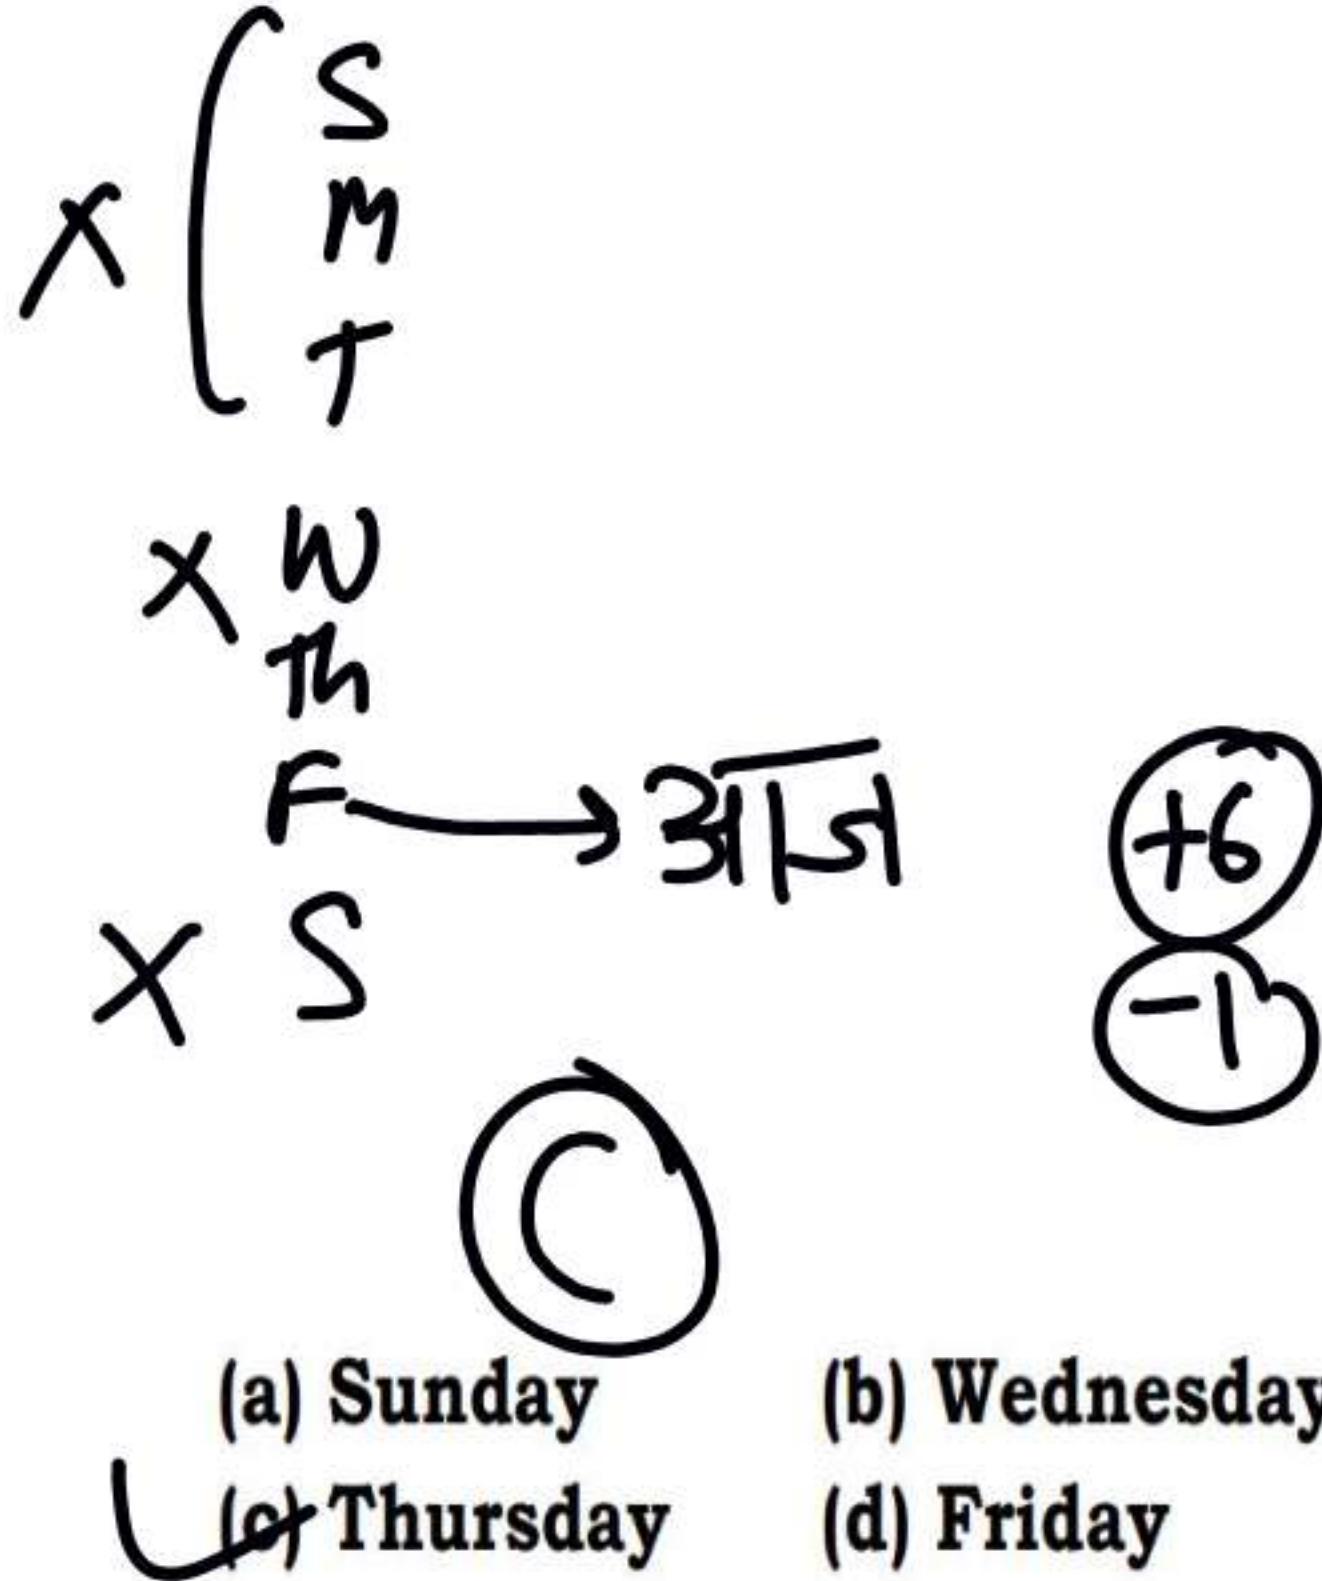 S
M
X
T
X W
Th
F → आज +6
X S -1
C
(a) Sunday (b) Wednesday
(c) Thursday (d) Friday